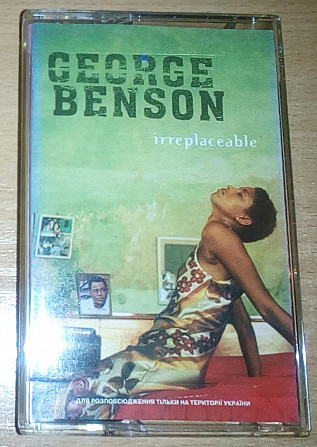 GEORGE
BENSON
irreplaceable
ДЛЯ РОЗПОВСЮДЖЕННЯ ТІЛЬКИ НА ТЕРИТОРІЇ УКРАЇНИ